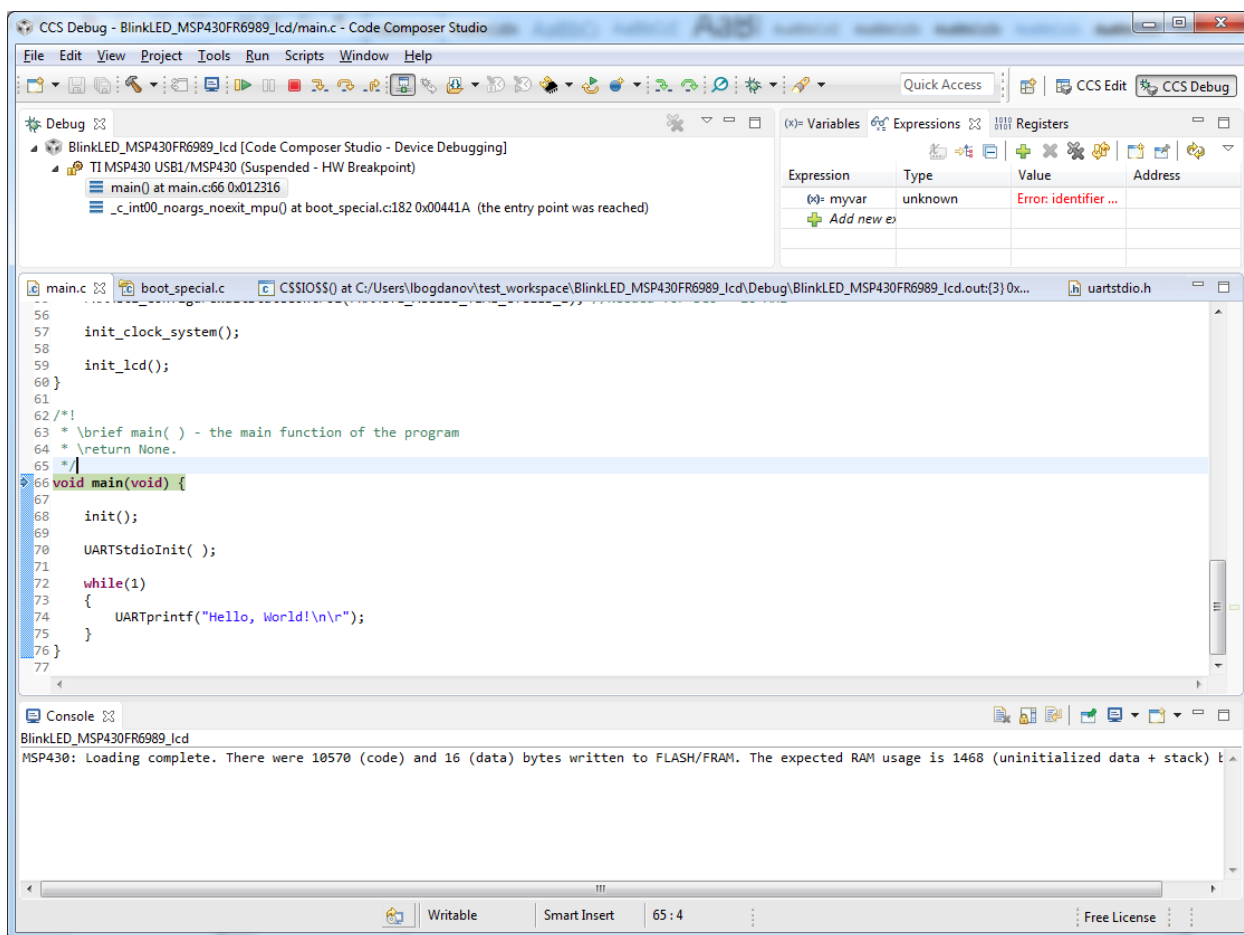 CCS Debug - BlinkLED_MSP430FR6989_lcd/main.c - Code Composer Studio
File Edit View Project Tools Run Scripts Window Help
Quick Access CCS Edit CCS Debug
Debug
BlinkLED_MSP430FR6989_lcd [Code Composer Studio - Device Debugging]
TI MSP430 USB1/MSP430 (Suspended - HW Breakpoint)
main() at main.c:66 0x012316
_c_int00_noargs_noexit_mpu() at boot_special.c:182 0x00441A (the entry point was reached)
(x)= Variables Expressions 1010 0101 Registers
Expression Type Value Address
(x)= myvar unknown Error: identifier ...
Add new ex
main.c boot_special.c C$$IO$$() at C:/Users\lbogdanov\test_workspace\BlinkLED_MSP430FR6989_lcd\Debug\BlinkLED_MSP430FR6989_lcd.out:{3} 0x... uartstdio.h
56
57 init_clock_system();
58
59 init_lcd();
60 }
61
62 /*!
63 * \brief main( ) - the main function of the program
64 * \return None.
65 */
66 void main(void) {
67
68 init();
69
70 UARTStdioInit( );
71
72 while(1)
73 {
74 UARTprintf("Hello, World!\n\r");
75 }
76 }
77
Console
BlinkLED_MSP430FR6989_lcd
MSP430: Loading complete. There were 10570 (code) and 16 (data) bytes written to FLASH/FRAM. The expected RAM usage is 1468 (uninitialized data + stack)
Writable Smart Insert 65 : 4 Free License